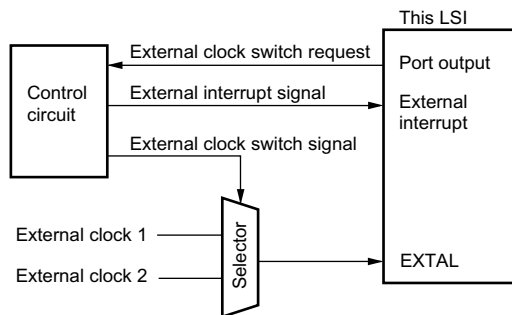 This LSI
External clock switch request
Port output
Control
circuit
External interrupt signal
External
interrupt
External clock switch signal
External clock 1
External clock 2
Selector
EXTAL